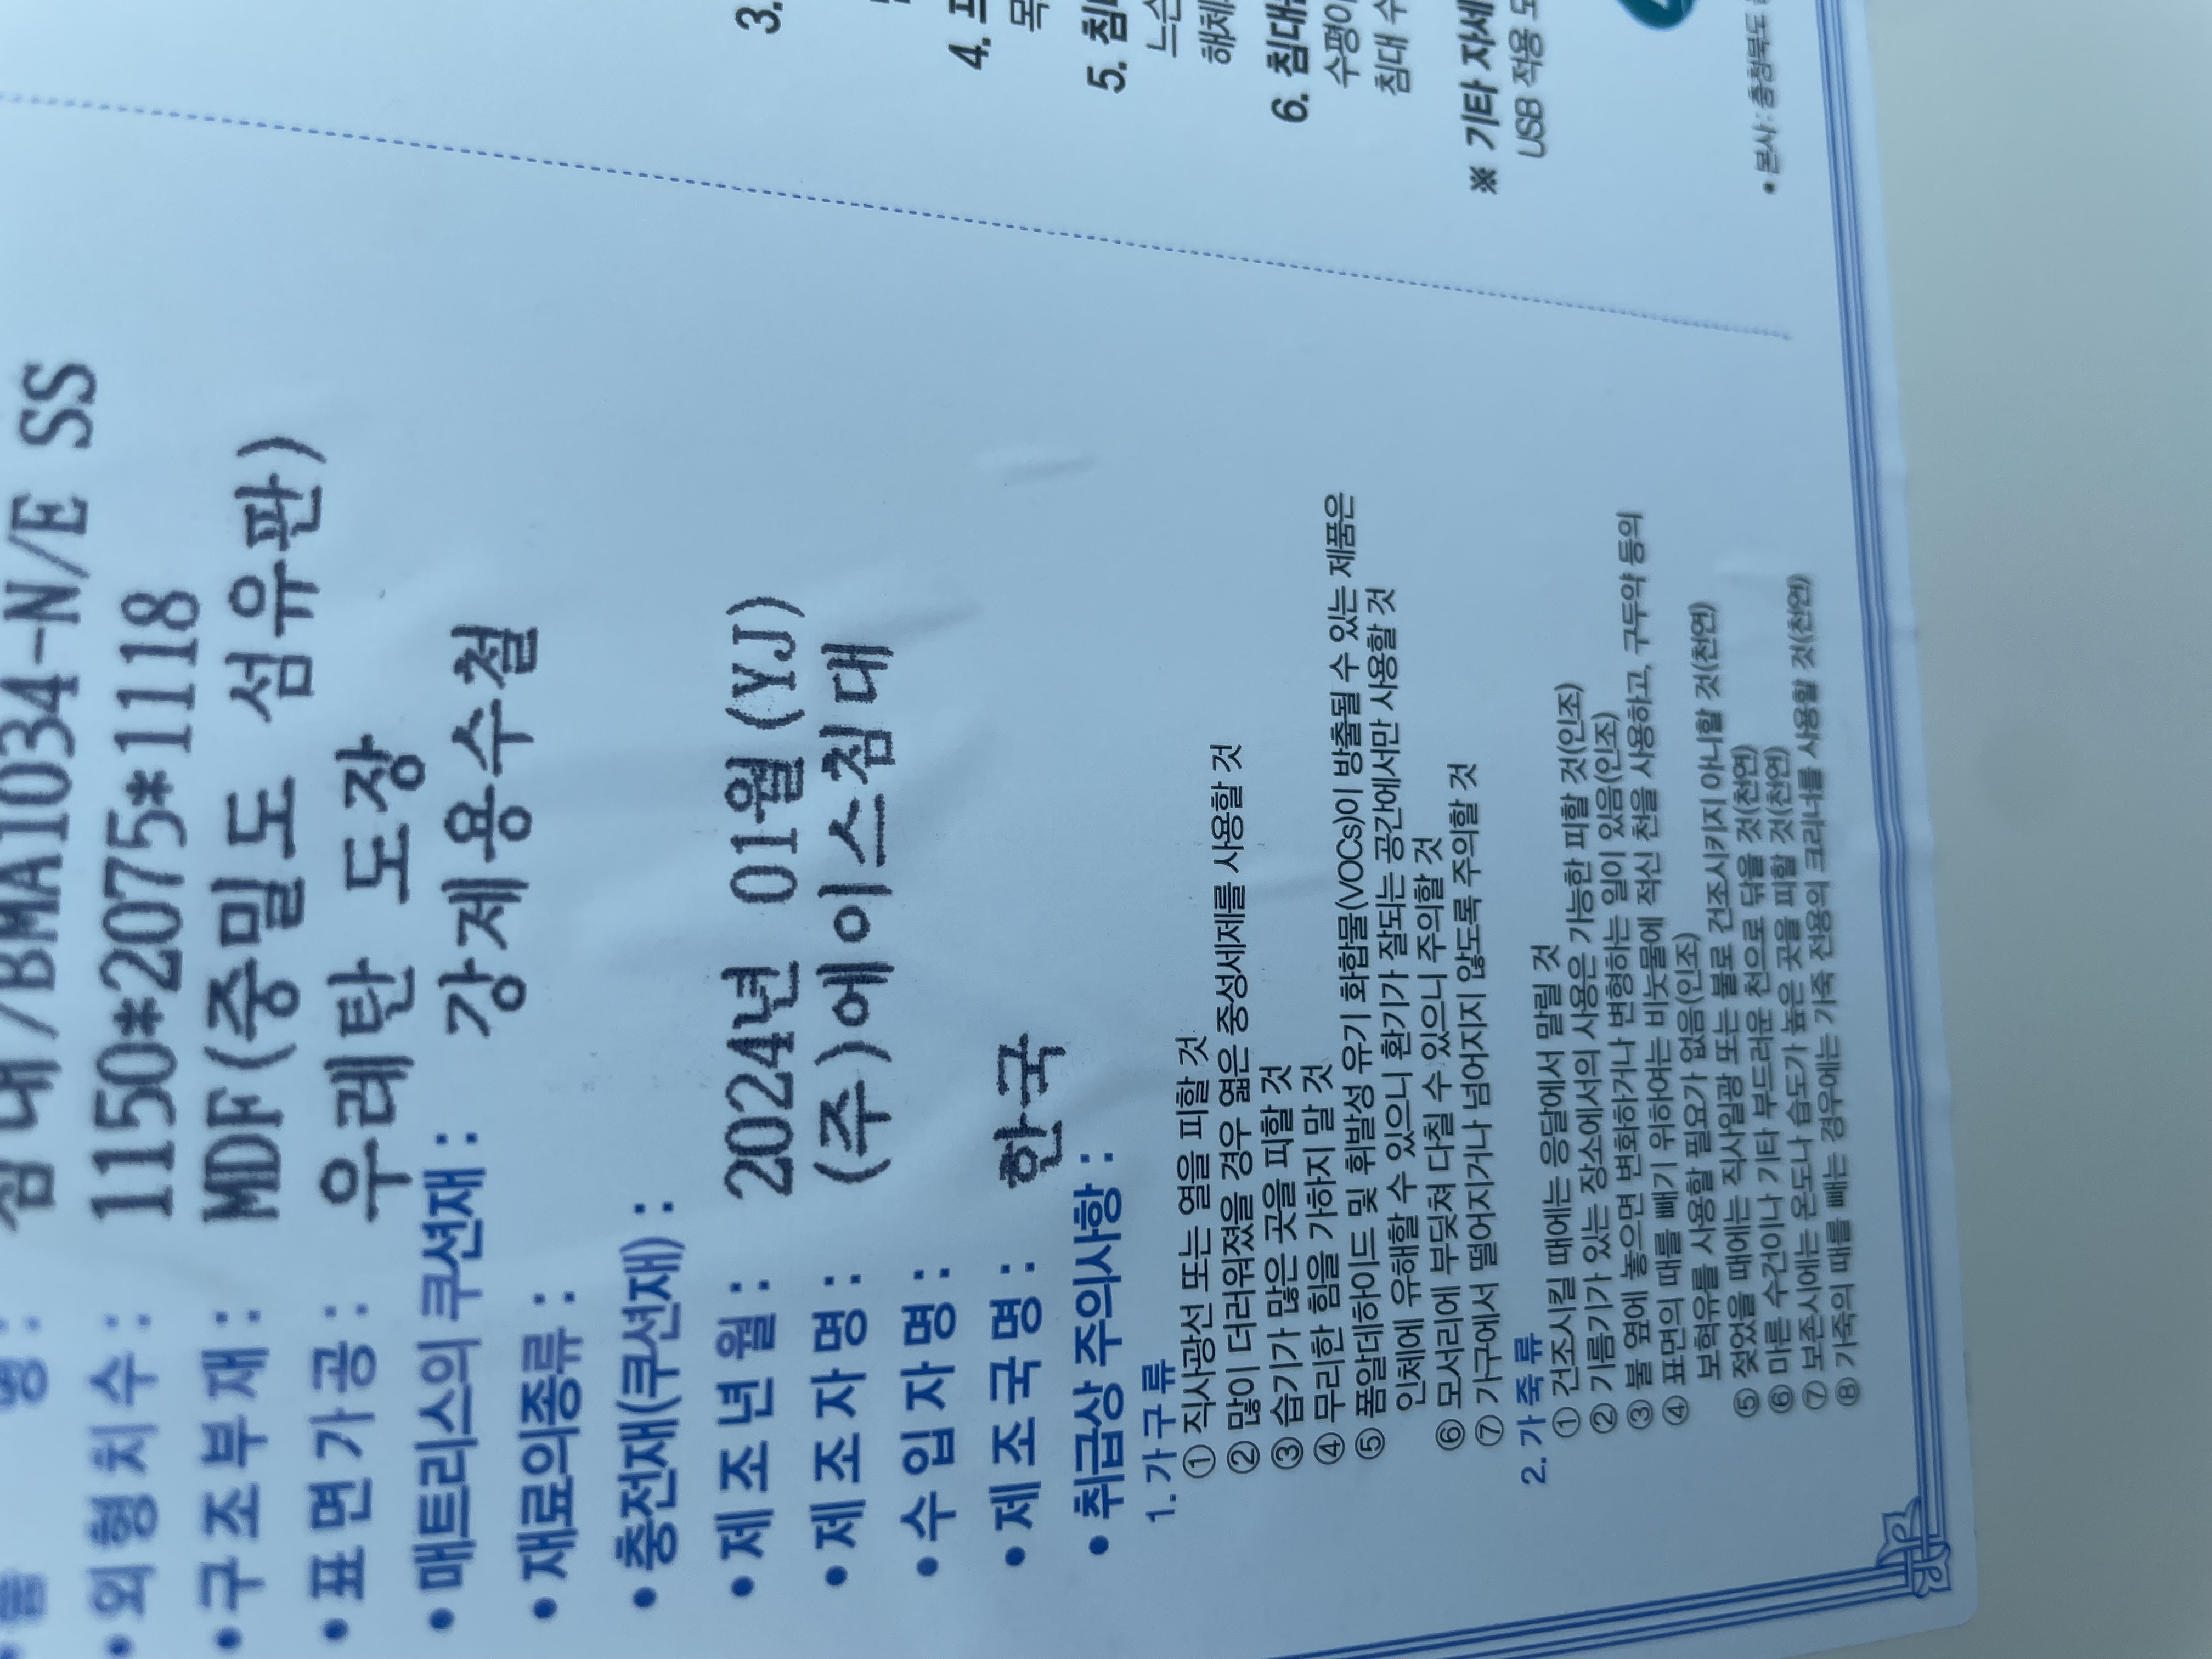 침대/BMA1034-N/E SS
• 외형치수 : 1150*2075*1118
• 구조부재 : MDF(중밀도 섬유판)
• 표면가공 : 우레탄 도장
• 매트리스의 쿠션재 :
강제용수철
• 재료의종류 :
• 충전재(쿠션재) :
• 제조년월 : 2024년 01월(YJ)
• 제조자명 : (주)에이스침대
• 수입자명 :
• 제조국명 : 한국
• 취급상 주의사항 :
1. 가구류
① 직사광선 또는 열을 피할 것
② 많이 더러워졌을 경우 엷은 중성세제를 사용할 것
③ 습기가 많은 곳을 피할 것
④ 무리한 힘을 가하지 말 것
⑤ 폼알데하이드 및 휘발성 유기 화합물(VOCs)이 방출될 수 있는 제품은
인체에 유해할 수 있으니 환기가 잘되는 공간에서만 사용할 것
⑥ 모서리에 부딪쳐 다칠 수 있으니 주의할 것
⑦ 가구에서 떨어지거나 넘어지지 않도록 주의할 것
2. 가죽류
① 건조시킬 때에는 응달에서 말릴 것
② 기름기가 있는 장소에서의 사용은 가능한 피할 것(인조)
③ 불 옆에 놓으면 변화하거나 변형하는 일이 있음(인조)
④ 표면의 때를 빼기 위하여는 비눗물에 적신 천을 사용하고, 구두약 등의
보혁유를 사용할 필요가 없음(인조)
⑤ 젖었을 때에는 직사일광 또는 불로 건조시키지 아니할 것(천연)
⑥ 마른 수건이나 기타 부드러운 천으로 닦을 것(천연)
⑦ 보존시에는 온도나 습도가 높은 곳을 피할 것(천연)
⑧ 가죽의 때를 빼는 경우에는 가죽 전용의 크리너를 사용할 것(천연)
3.
4.
5. 침
느슨
해체
6. 침대
수평이
침대 수
※ 기타 자세
USB 적용
• 본사 : 충청북도